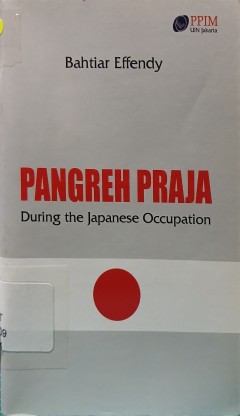 PPIM
UIN Jakarta
Bahtiar Effendy
PANGREH PRAJA
During the Japanese Occupation